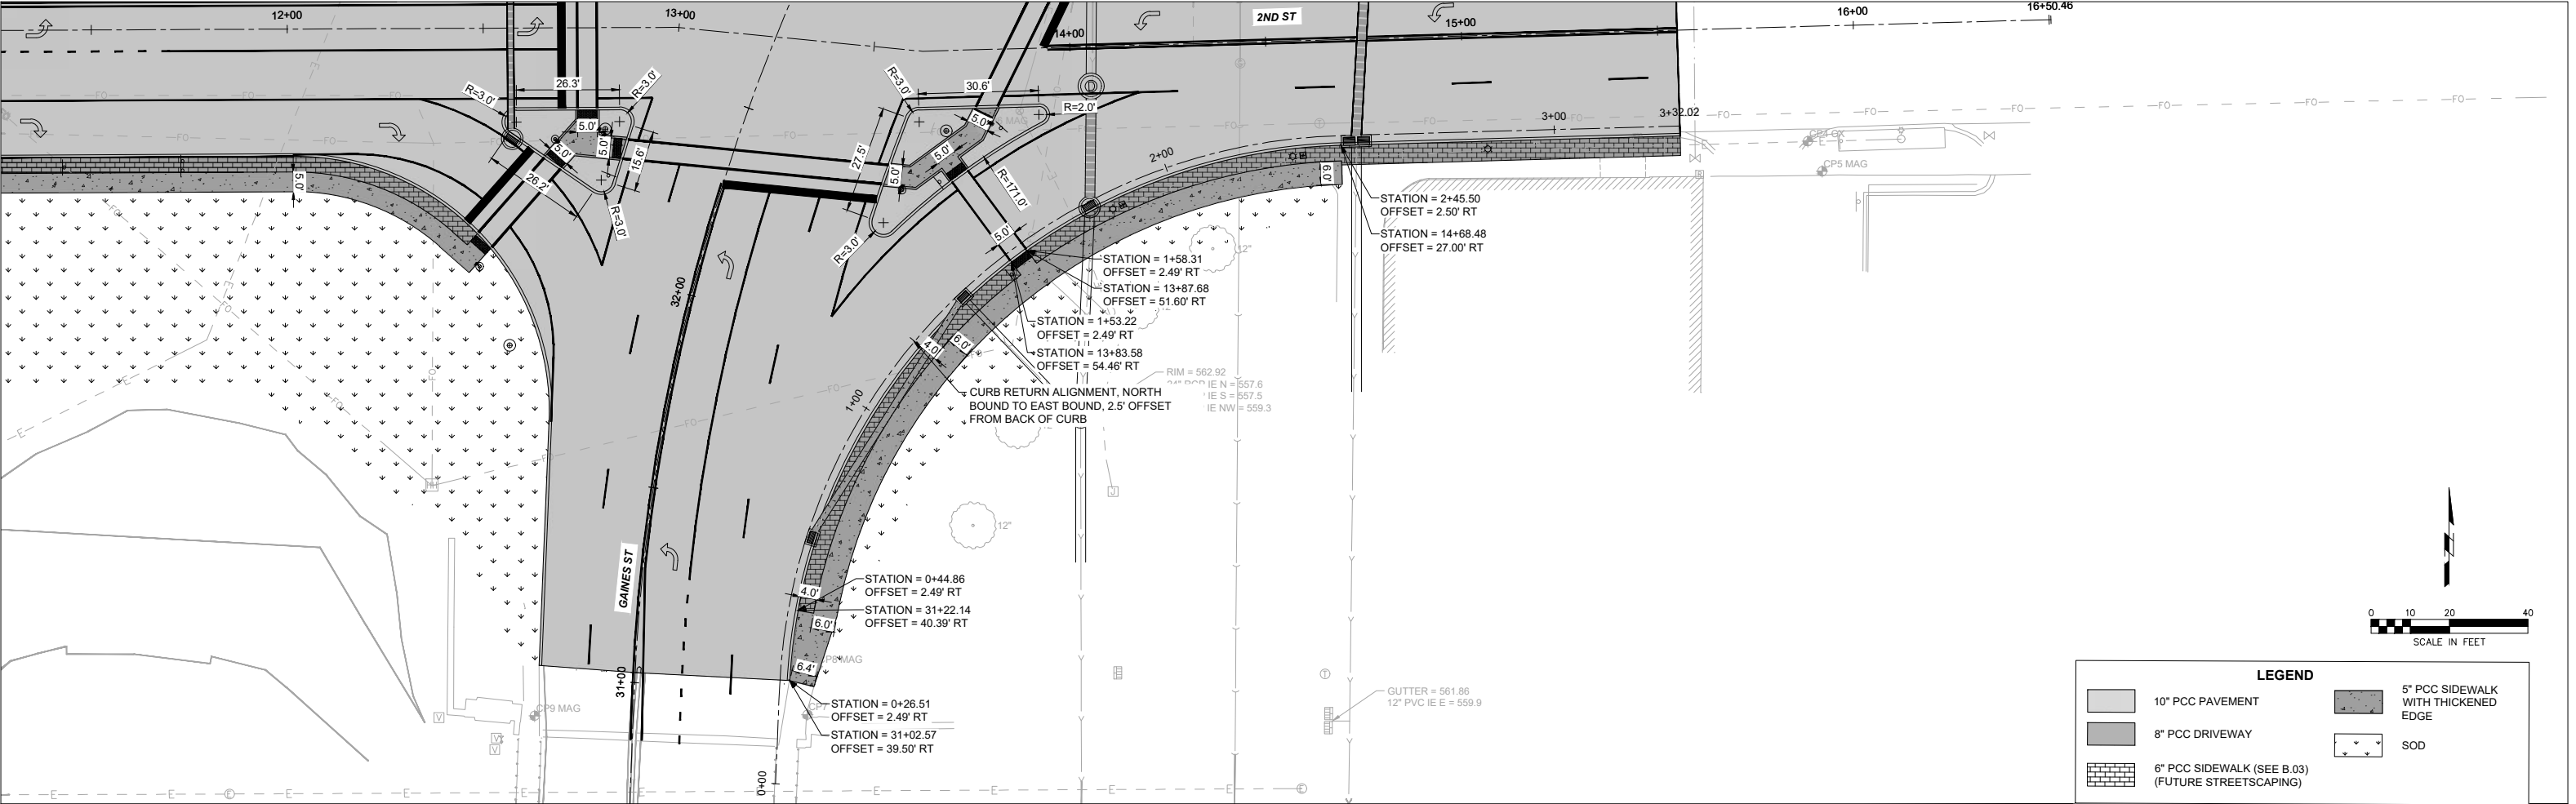 12+00
13+00
14+00
2ND ST
15+00
16+00
16+50.46
R=3.0'
26.3'
R=3.0'
R=3.0'
30.6'
R=2.0'
5.0'
5.0'
5.0'
15.6'
26.2'
R=3.0'
5.0'
27.5'
5.0'
5.0'
5.0'
R=171.0'
R=3.0'
5.0'
2+00
3+00
3+32.02
6.0'
CP5 MAG
STATION = 2+45.50
OFFSET = 2.50' RT
STATION = 14+68.48
OFFSET = 27.00' RT
STATION = 1+58.31
OFFSET = 2.49' RT
STATION = 13+87.68
OFFSET = 51.60' RT
STATION = 1+53.22
OFFSET = 2.49' RT
STATION = 13+83.58
OFFSET = 54.46' RT
12"
12"
32+00
4.0'
6.0'
RIM = 562.92
IE N = 557.6
IE S = 557.5
IE NW = 559.3
CURB RETURN ALIGNMENT, NORTH
BOUND TO EAST BOUND, 2.5' OFFSET
FROM BACK OF CURB
1+00
12"
GAINES ST
4.0'
6.0'
6.4'
STATION = 0+44.86
OFFSET = 2.49' RT
STATION = 31+22.14
OFFSET = 40.39' RT
31+00
CP8 MAG
CP9 MAG
CP7
STATION = 0+26.51
OFFSET = 2.49' RT
STATION = 31+02.57
OFFSET = 39.50' RT
0+00
GUTTER = 561.86
12" PVC IE E = 559.9
0 10 20 40
SCALE IN FEET
LEGEND
10" PCC PAVEMENT
8" PCC DRIVEWAY
6" PCC SIDEWALK (SEE B.03)
(FUTURE STREETSCAPING)
5" PCC SIDEWALK
WITH THICKENED
EDGE
SOD